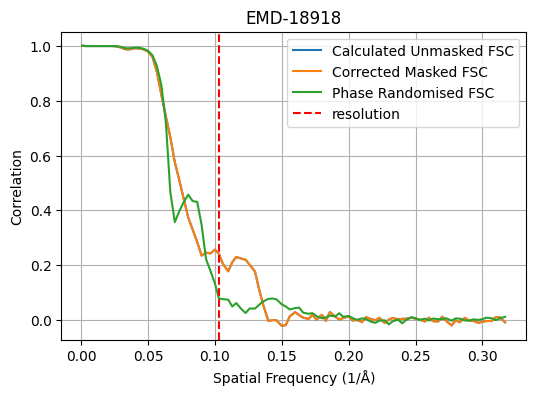 EMD-18918
Calculated Unmasked FSC
Corrected Masked FSC
Phase Randomised FSC
resolution
Correlation
1.0
0.8
0.6
0.4
0.2
0.0
0.00 0.05 0.10 0.15 0.20 0.25 0.30
Spatial Frequency (1/Å)